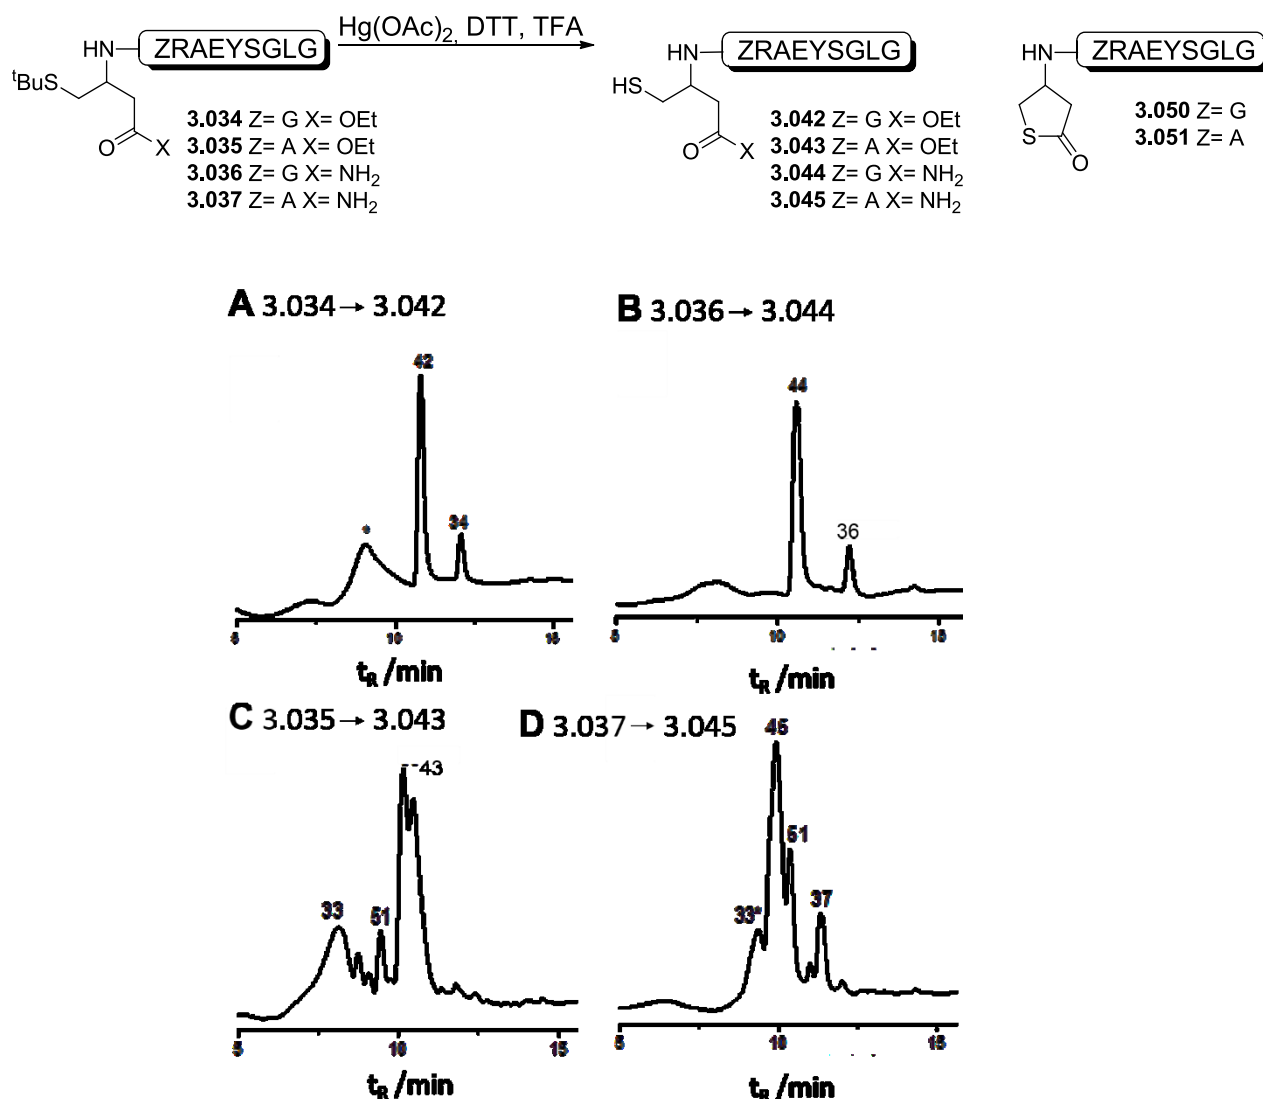 Hg(OAc)₂, DTT, TFA
HN ZRAEYSGLG
ᵗBuS
O X
3.034 Z= G X= OEt
3.035 Z= A X= OEt
3.036 Z= G X= NH₂
3.037 Z= A X= NH₂
HN ZRAEYSGLG
HS
O X
3.042 Z= G X= OEt
3.043 Z= A X= OEt
3.044 Z= G X= NH₂
3.045 Z= A X= NH₂
HN ZRAEYSGLG
S O
3.050 Z= G
3.051 Z= A
A 3.034→ 3.042
42
*
34
5 10 15
tR /min
B 3.036→ 3.044
44
36
5 10 15
tR /min
C 3.035→ 3.043
33
51
--43
5 10 15
tR /min
D 3.037→ 3.045
45
51
33*
37
5 10 15
tR /min